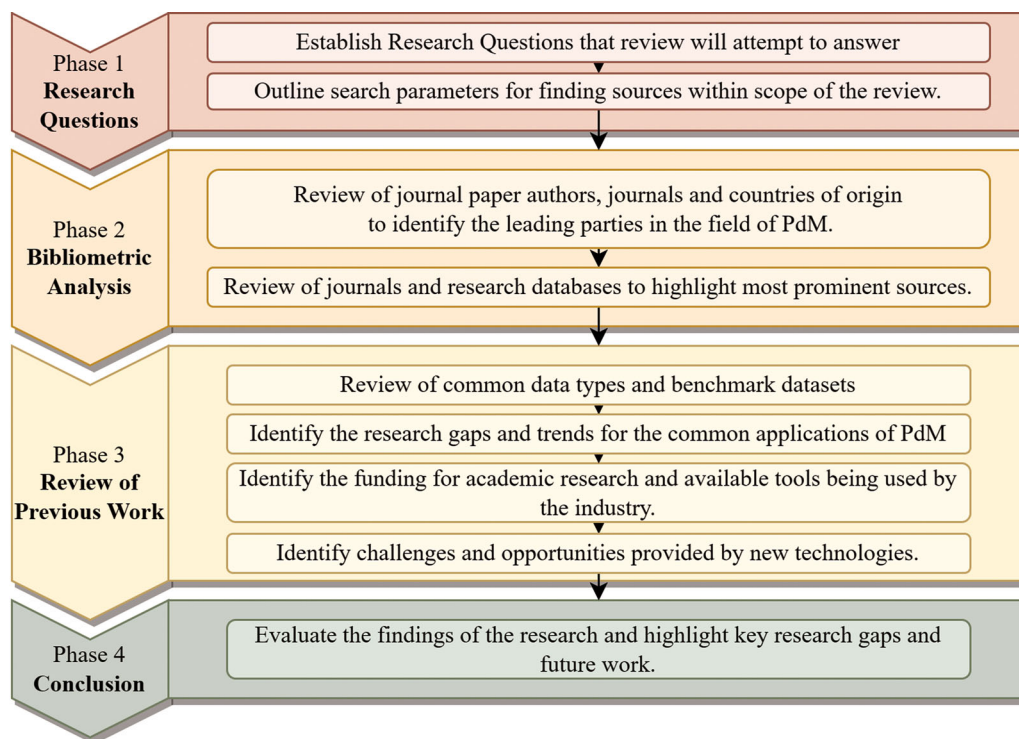 Phase 1
Research
Questions
Establish Research Questions that review will attempt to answer
Outline search parameters for finding sources within scope of the review.
Phase 2
Bibliometric
Analysis
Review of journal paper authors, journals and countries of origin
to identify the leading parties in the field of PdM.
Review of journals and research databases to highlight most prominent sources.
Phase 3
Review of
Previous Work
Review of common data types and benchmark datasets
Identify the research gaps and trends for the common applications of PdM
Identify the funding for academic research and available tools being used by
the industry.
Identify challenges and opportunities provided by new technologies.
Phase 4
Conclusion
Evaluate the findings of the research and highlight key research gaps and
future work.